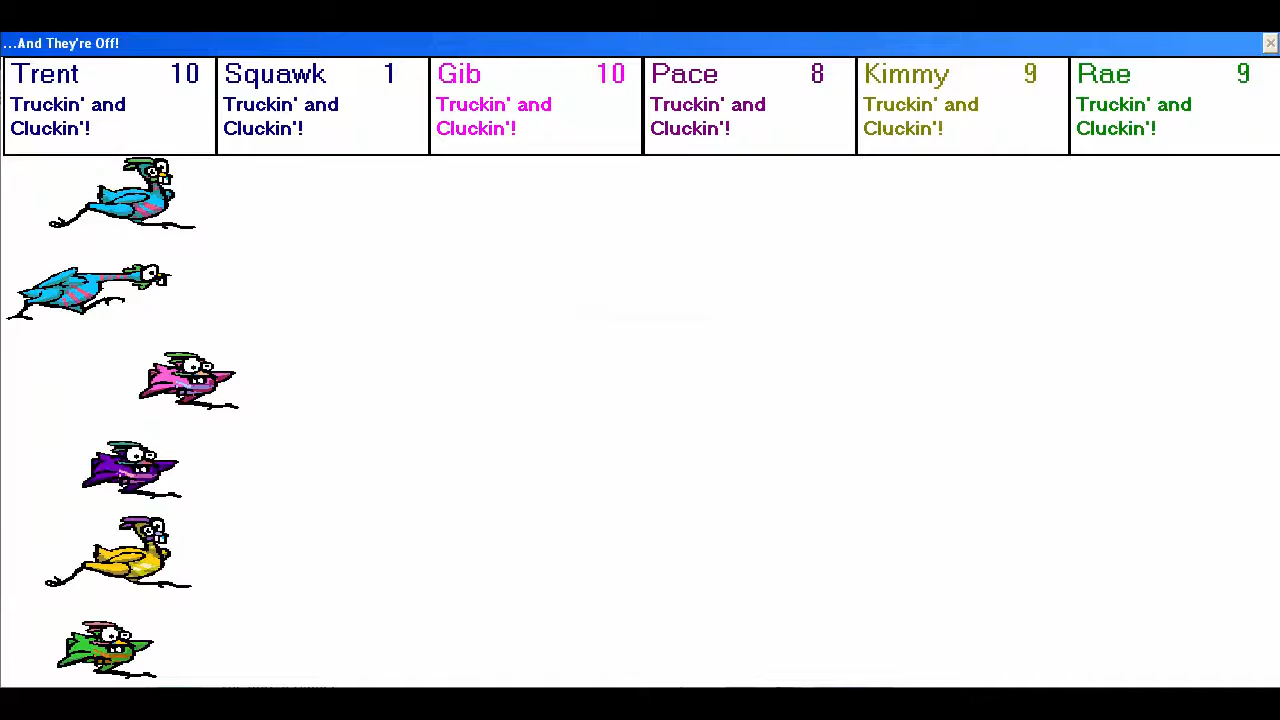 ...And They're Off!
Trent 10
Truckin' and
Cluckin'!
Squawk 1
Truckin' and
Cluckin'!
Gib 10
Truckin' and
Cluckin'!
Pace 8
Truckin' and
Cluckin'!
Kimmy 9
Truckin' and
Cluckin'!
Rae 9
Truckin' and
Cluckin'!